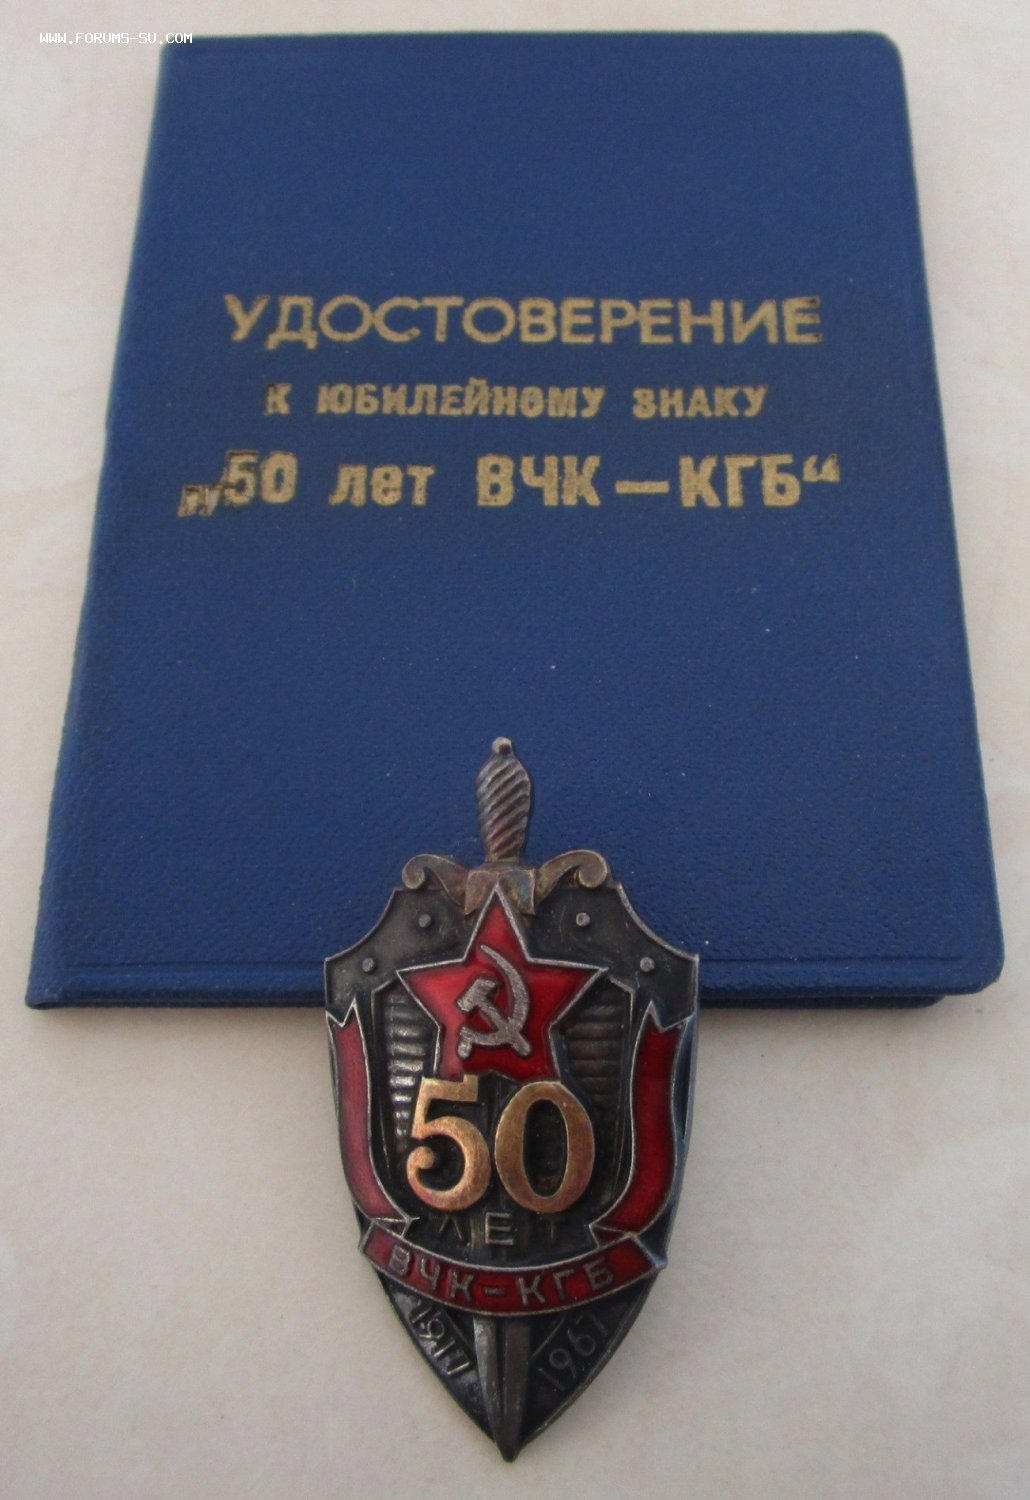 WWW.FORUMS-SU.COM
УДОСТОВЕРЕНИЕ
К ЮБИЛЕЙНОМУ ЗНАКУ
„50 лет ВЧК—КГБ“
50
ЛЕТ
ВЧК-КГБ
1917
1967